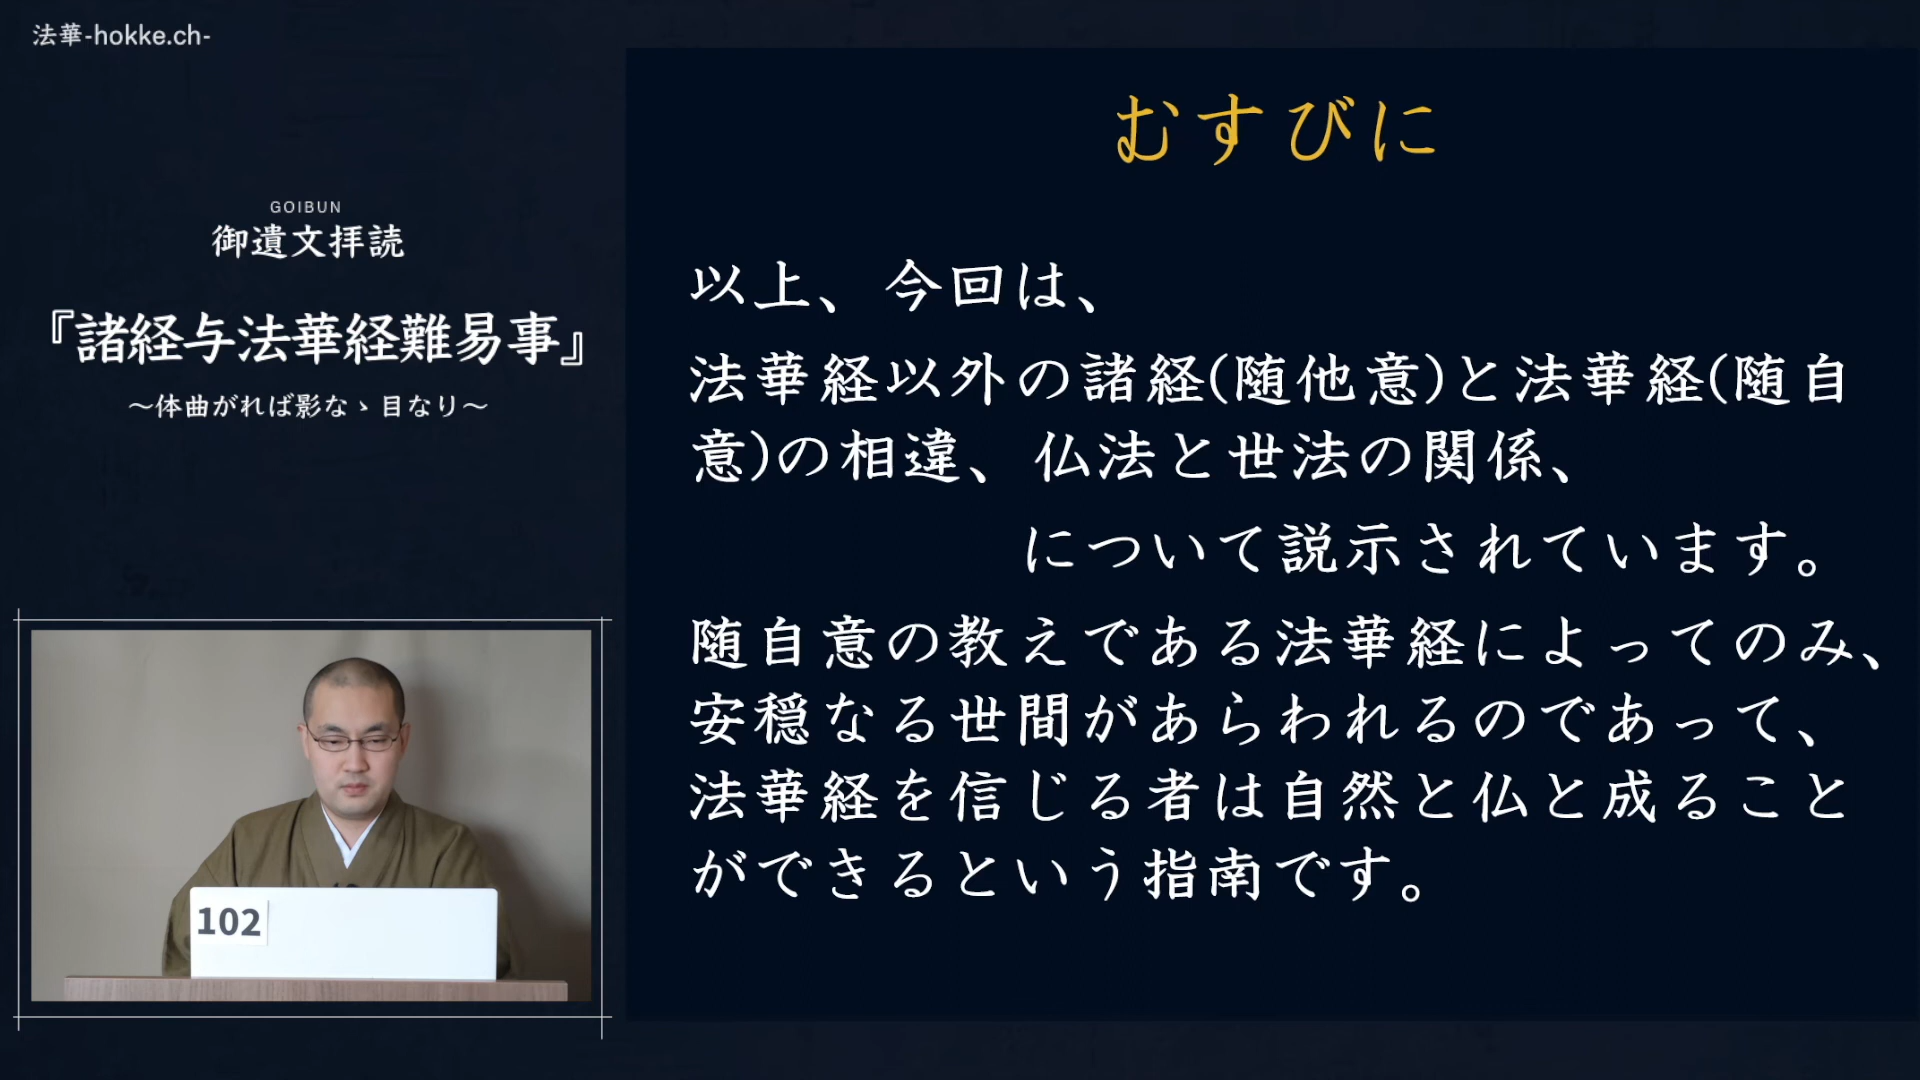 法華-hokke.ch-
GOIBUN
御遺文拝読
『諸経与法華経難易事』
～体曲がれば影なゝ目なり～
102
むすびに
以上、今回は、
法華経以外の諸経(随他意)と法華経(随自
意)の相違、仏法と世法の関係、
について説示されています。
随自意の教えである法華経によってのみ、
安穏なる世間があらわれるのであって、
法華経を信じる者は自然と仏と成ること
ができるという指南です。